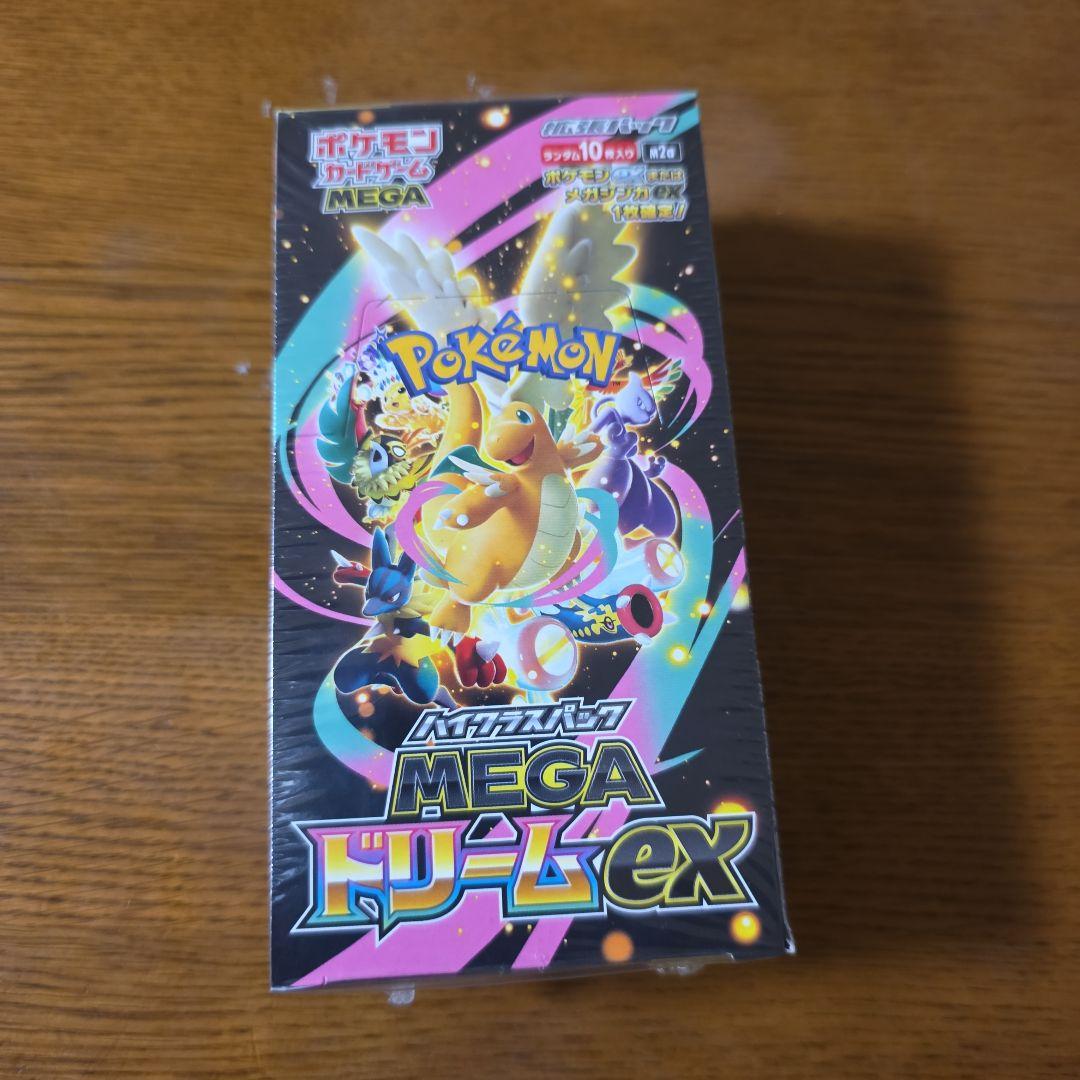 ポケモン
カードゲーム
MEGA
拡張パック
ランダム10枚入り m2a
ポケモンexまたは
メガシンカex
1枚確定!
POKéMON
TM
ハイクラスパック
MEGA
ドリームex